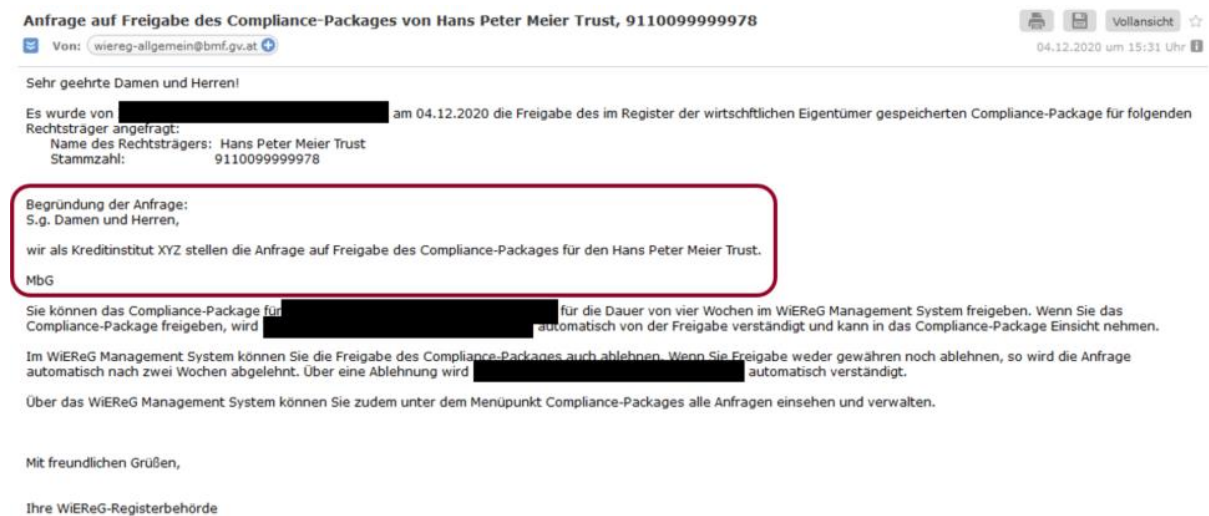 Anfrage auf Freigabe des Compliance-Packages von Hans Peter Meier Trust, 9110099999978
Vollansicht
Von: wiereg-allgemein@bmf.gv.at
04.12.2020 um 15:31 Uhr
Sehr geehrte Damen und Herren!
Es wurde von am 04.12.2020 die Freigabe des im Register der wirtschftlichen Eigentümer gespeicherten Compliance-Package für folgenden
Rechtsträger angefragt:
Name des Rechtsträgers: Hans Peter Meier Trust
Stammzahl: 9110099999978
Begründung der Anfrage:
S.g. Damen und Herren,
wir als Kreditinstitut XYZ stellen die Anfrage auf Freigabe des Compliance-Packages für den Hans Peter Meier Trust.
MbG
Sie können das Compliance-Package für für die Dauer von vier Wochen im WiEReG Management System freigeben. Wenn Sie das
Compliance-Package freigeben, wird automatisch von der Freigabe verständigt und kann in das Compliance-Package Einsicht nehmen.
Im WiEReG Management System können Sie die Freigabe des Compliance-Packages auch ablehnen. Wenn Sie Freigabe weder gewähren noch ablehnen, so wird die Anfrage
automatisch nach zwei Wochen abgelehnt. Über eine Ablehnung wird automatisch verständigt.
Über das WiEReG Management System können Sie zudem unter dem Menüpunkt Compliance-Packages alle Anfragen einsehen und verwalten.
Mit freundlichen Grüßen,
Ihre WiEReG-Registerbehörde